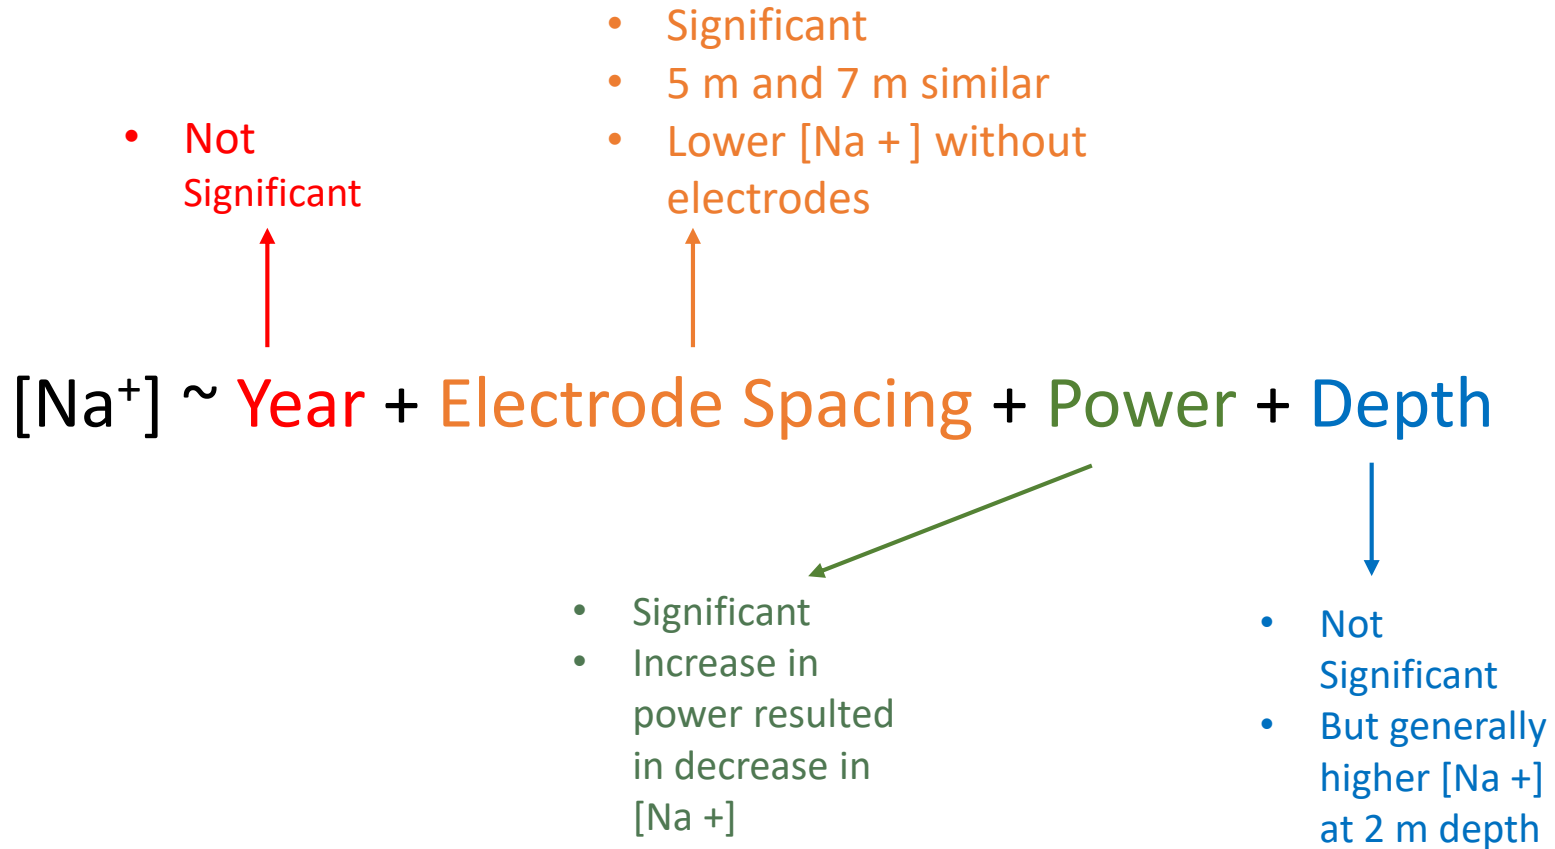 • Significant
• 5 m and 7 m similar
• Lower [Na +] without
electrodes
• Not
Significant
[Na⁺] ~ Year + Electrode Spacing + Power + Depth
• Significant
• Increase in
power resulted
in decrease in
[Na +]
• Not
Significant
• But generally
higher [Na +]
at 2 m depth